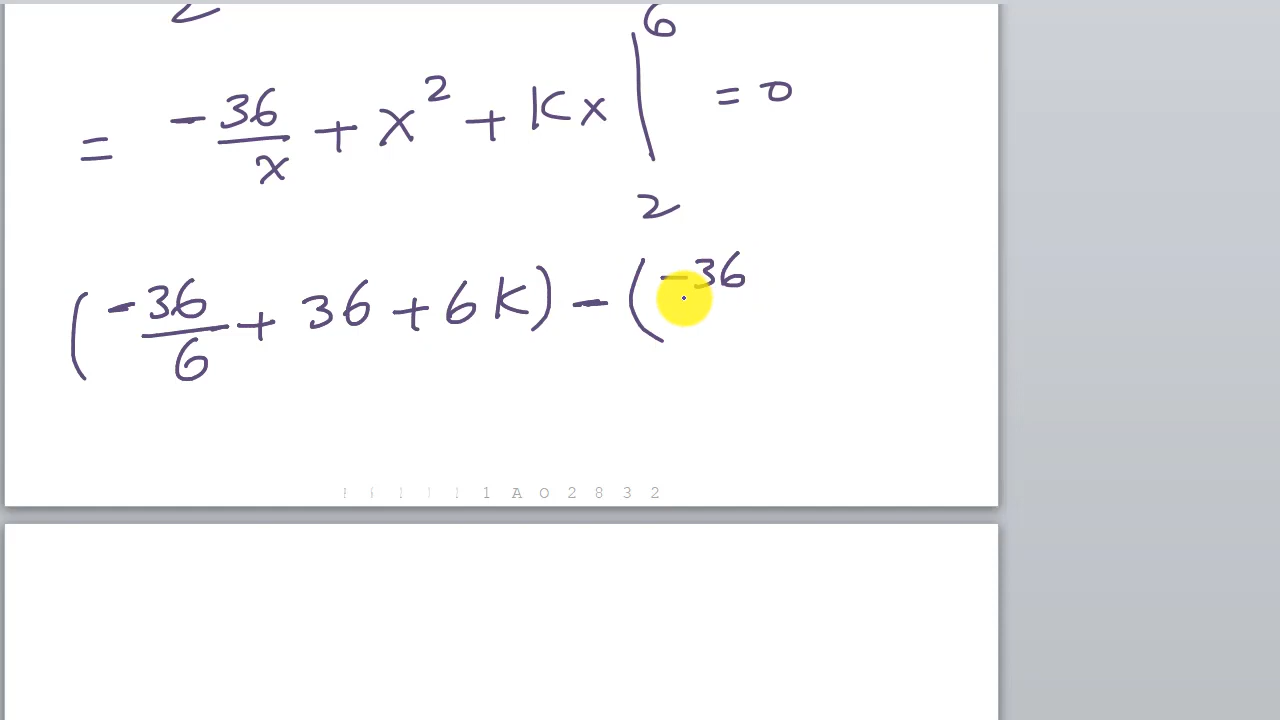 6
= -36/x + x² + Kx | = 0
2
(-36/6 + 36 + 6K) - (-36
1 A 0 2 8 3 2